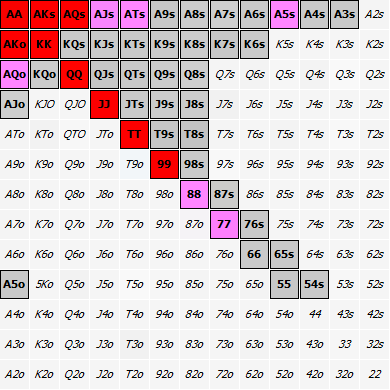 AA AKs AQs AJs ATs A9s A8s A7s A6s A5s A4s A3s A2s
AKo KK KQs KJs KTs K9s K8s K7s K6s K5s K4s K3s K2s
AQo KQo QQ QJs QTs Q9s Q8s Q7s Q6s Q5s Q4s Q3s Q2s
AJo KJO QJO JJ JTs J9s J8s J7s J6s J5s J4s J3s J2s
ATo KTo QTO JTo TT T9s T8s T7s T6s T5s T4s T3s T2s
A9o K9o Q9o J9o T9o 99 98s 97s 96s 95s 94s 93s 92s
A8o K8o Q8o J8o T8o 98o 88 87s 86s 85s 84s 83s 82s
A7o K7o Q7o J7o T7o 97o 87o 77 76s 75s 74s 73s 72s
A6o K6o Q6o J6o T6o 96o 86o 76o 66 65s 64s 63s 62s
A5o 5Ko Q5o J5o T5o 95o 85o 75o 65o 55 54s 53s 52s
A4o K4o Q4o J4o T4o 94o 84o 74o 64o 54o 44 43s 42s
A3o K3o Q3o J3o T3o 93o 83o 73o 63o 53o 43o 33 32s
A2o K2o Q2o J2o T2o 92o 82o 72o 62o 52o 42o 32o 22